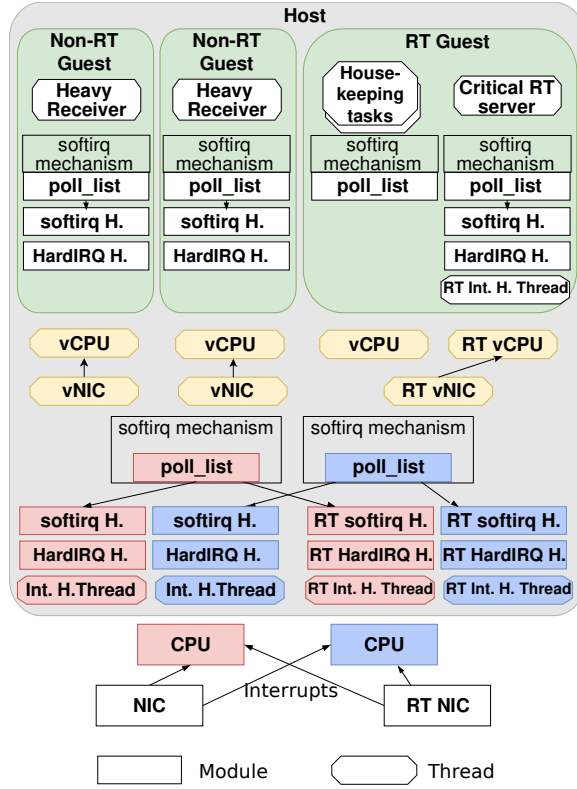 Host
Non-RT
Guest
Non-RT
Guest
RT Guest
Heavy
Receiver
Heavy
Receiver
House-
keeping
tasks
Critical RT
server
softirq
mechanism
poll_list
softirq H.
HardIRQ H.
softirq
mechanism
poll_list
softirq H.
HardIRQ H.
softirq
mechanism
poll_list
softirq
mechanism
poll_list
softirq H.
HardIRQ H.
RT Int. H. Thread
vCPU
vCPU
vCPU
RT vCPU
vNIC
vNIC
RT vNIC
softirq mechanism
poll_list
softirq mechanism
poll_list
softirq H.
softirq H.
RT softirq H.
RT softirq H.
HardIRQ H.
HardIRQ H.
RT HardIRQ H.
RT HardIRQ H.
Int. H.Thread
Int. H.Thread
RT Int. H. Thread
RT Int. H. Thread
CPU
CPU
Interrupts
NIC
RT NIC
Module
Thread